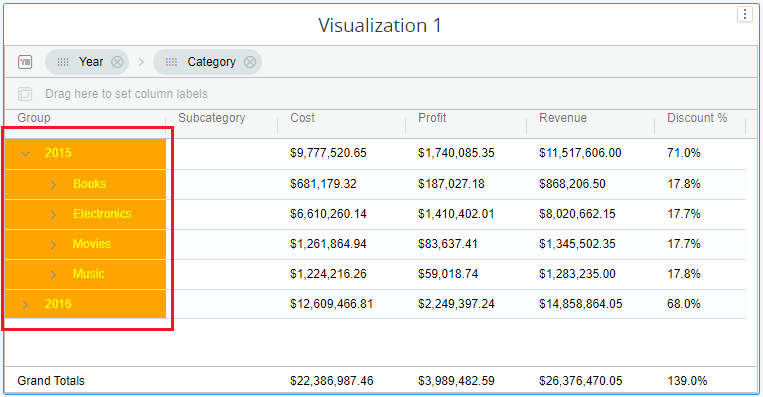 Visualization 1
Year Category
Drag here to set column labels
Group Subcategory Cost Profit Revenue Discount %
2015 $9,777,520.65 $1,740,085.35 $11,517,606.00 71.0%
Books $681,179.32 $187,027.18 $868,206.50 17.8%
Electronics $6,610,260.14 $1,410,402.01 $8,020,662.15 17.7%
Movies $1,261,864.94 $83,637.41 $1,345,502.35 17.7%
Music $1,224,216.26 $59,018.74 $1,283,235.00 17.8%
2016 $12,609,466.81 $2,249,397.24 $14,858,864.05 68.0%
Grand Totals $22,386,987.46 $3,989,482.59 $26,376,470.05 139.0%